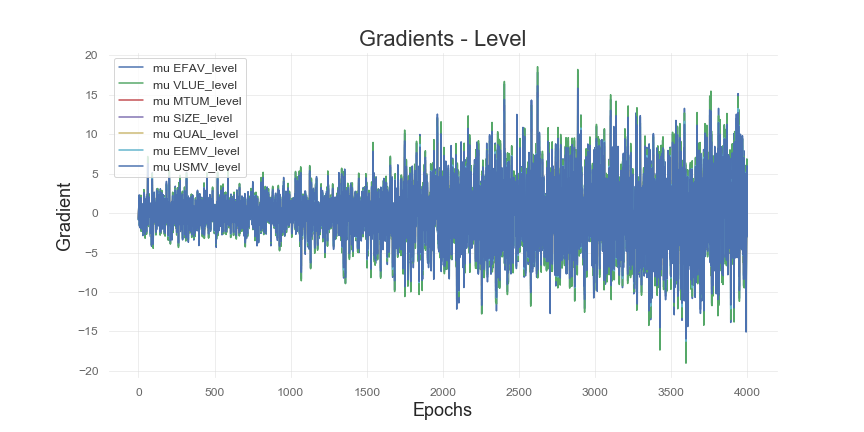 Gradients - Level
20
15
10
5
0
−5
−10
−15
−20
Gradient
mu EFAV_level
mu VLUE_level
mu MTUM_level
mu SIZE_level
mu QUAL_level
mu EEMV_level
mu USMV_level
0 500 1000 1500 2000 2500 3000 3500 4000
Epochs